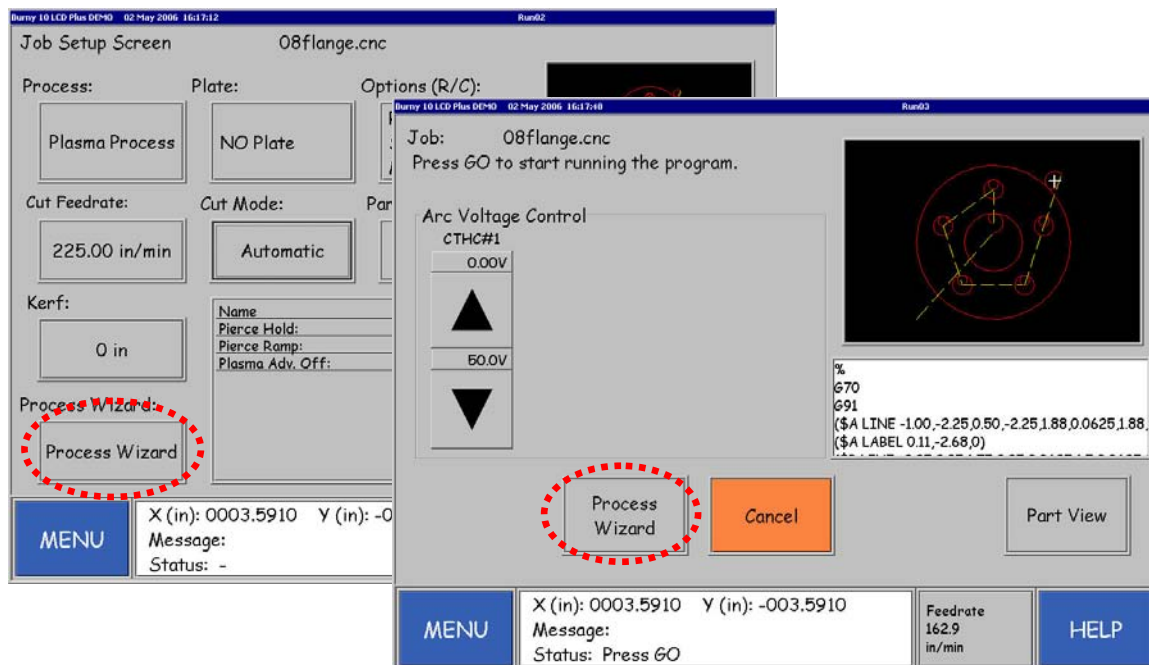 Burny 10 LCD Plus DEMO 02 May 2006 16:17:12 Run02
Job Setup Screen 08flange.cnc
Process: Plate: Options (R/C):
Plasma Process NO Plate
Cut Feedrate: Cut Mode: Par
225.00 in/min Automatic
Kerf:
0 in
Name
Pierce Hold:
Pierce Ramp:
Plasma Adv. Off:
Process Wizard:
Process Wizard
MENU
X (in): 0003.5910 Y (in): -0
Message:
Status: -
Burny 10 LCD Plus DEMO 02 May 2006 16:17:40 Run03
Job: 08flange.cnc
Press GO to start running the program.
Arc Voltage Control
CTHC#1
0.00V
50.0V
%
G70
G91
($A LINE -1.00,-2.25,0.50,-2.25,1.88,0.0625,1.88,
($A LABEL 0.11,-2.68,0)
Process
Wizard
Cancel
Part View
MENU
X (in): 0003.5910 Y (in): -003.5910
Message:
Status: Press GO
Feedrate
162.9
in/min
HELP